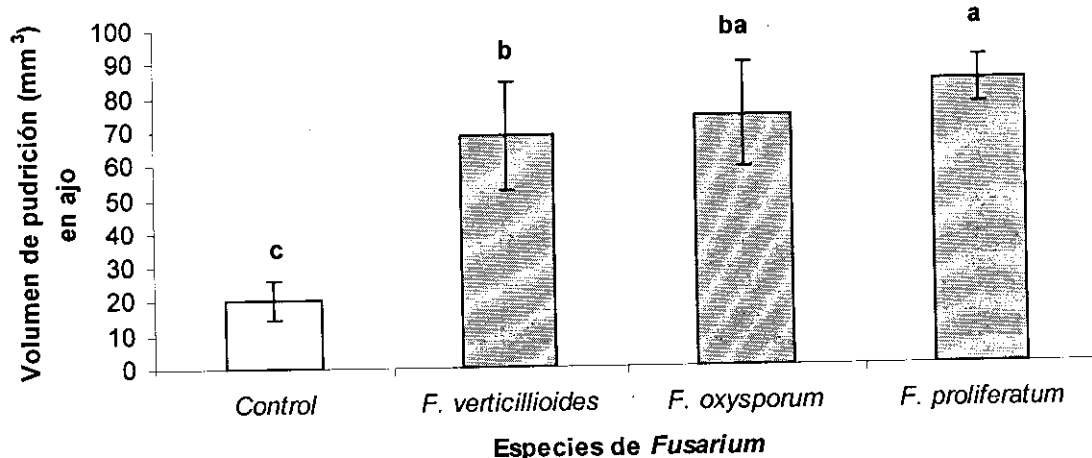 Volumen de pudrición (mm³)
en ajo
100
90
80
70
60
50
40
30
20
10
0
c
b
ba
a
Control
F. verticillioides
F. oxysporum
F. proliferatum
Especies de Fusarium